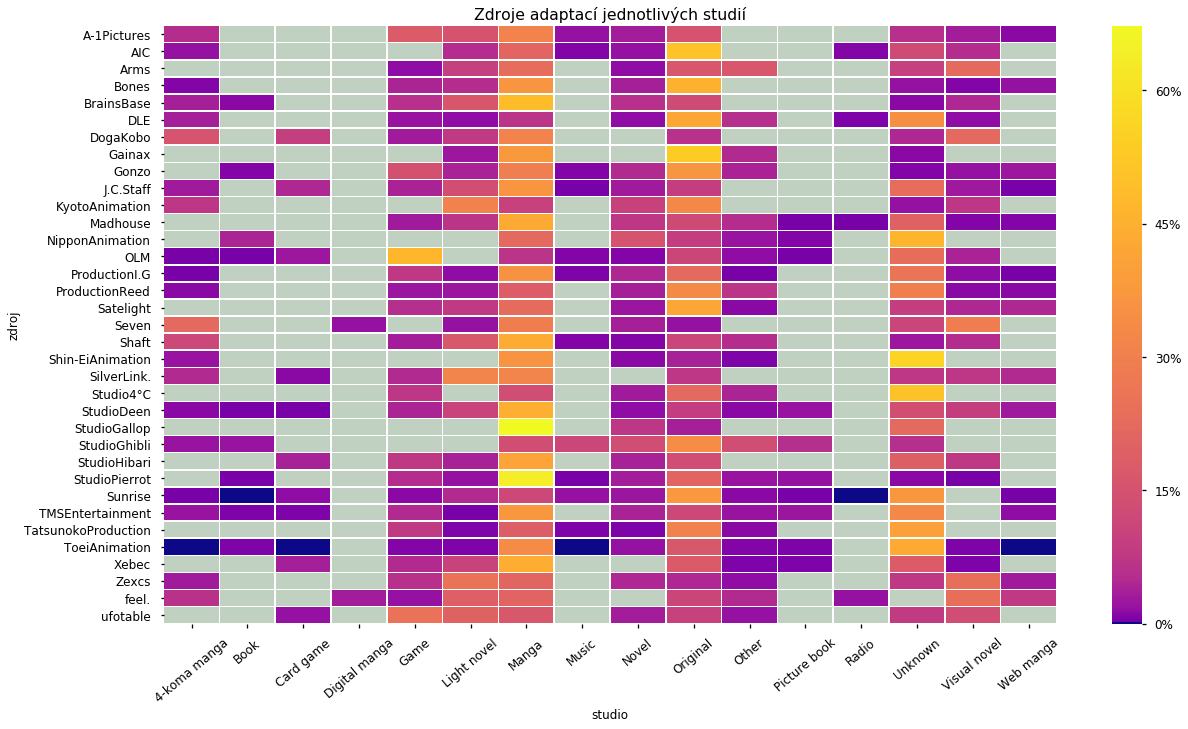 Zdroje adaptací jednotlivých studií
A-1Pictures
AIC
Arms
Bones
BrainsBase
DLE
DogaKobo
Gainax
Gonzo
J.C.Staff
KyotoAnimation
Madhouse
NipponAnimation
OLM
ProductionI.G
ProductionReed
Satelight
Seven
Shaft
Shin-EiAnimation
SilverLink.
Studio4°C
StudioDeen
StudioGallop
StudioGhibli
StudioHibari
StudioPierrot
Sunrise
TMSEntertainment
TatsunokoProduction
ToeiAnimation
Xebec
Zexcs
feel.
ufotable
zdroj
4-koma manga
Book
Card game
Digital manga
Game
Light novel
Manga
Music
Novel
Original
Other
Picture book
Radio
Unknown
Visual novel
Web manga
studio
60%
45%
30%
15%
0%